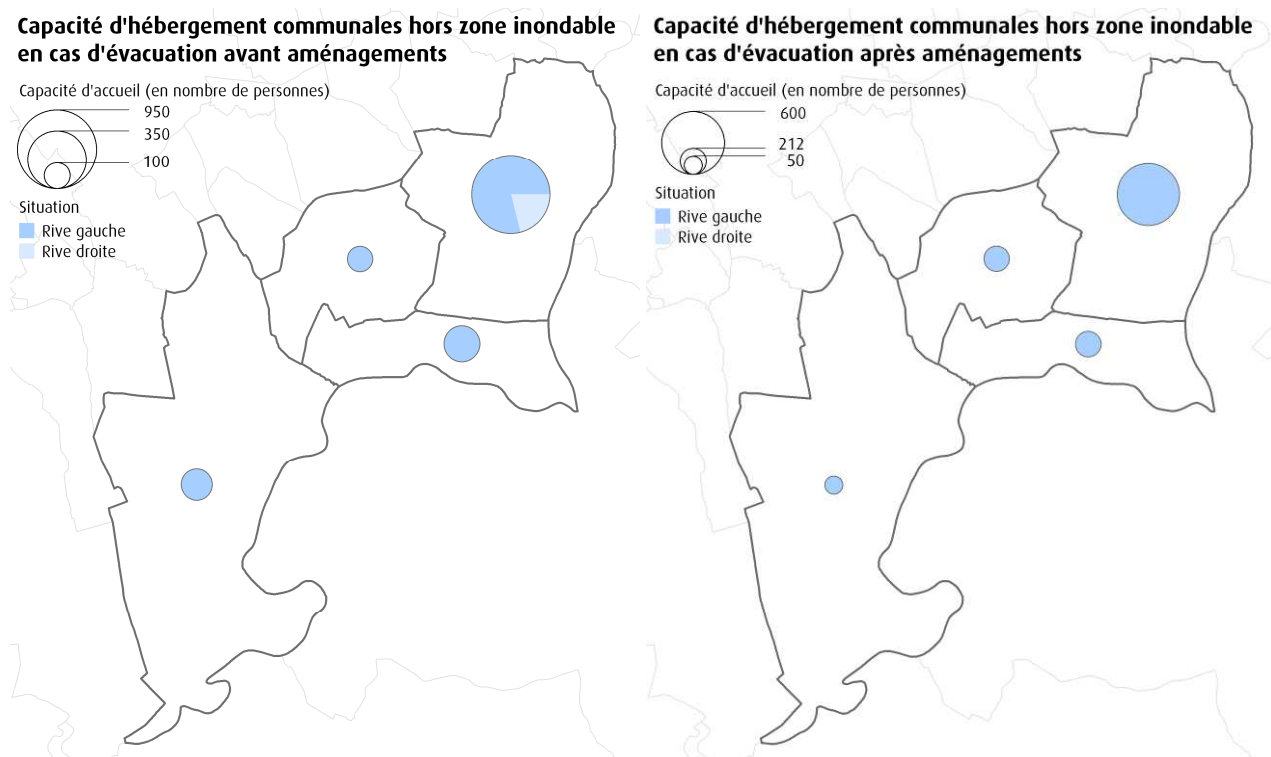 Capacité d'hébergement communales hors zone inondable
en cas d'évacuation avant aménagements
Capacité d'accueil (en nombre de personnes)
950
350
100
Situation
Rive gauche
Rive droite
Capacité d'hébergement communales hors zone inondable
en cas d'évacuation après aménagements
Capacité d'accueil (en nombre de personnes)
600
212
50
Situation
Rive gauche
Rive droite